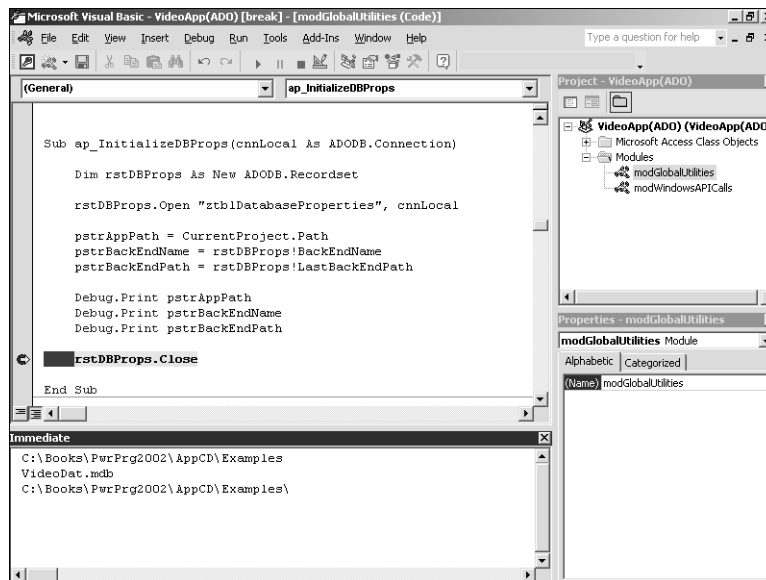 Microsoft Visual Basic - VideoApp(ADO) [break] - [modGlobalUtilities (Code)]
File Edit View Insert Debug Run Tools Add-Ins Window Help
Type a question for help
(General)
ap_InitializeDBProps
Sub ap_InitializeDBProps(cnnLocal As ADODB.Connection)
Dim rstDBProps As New ADODB.Recordset
rstDBProps.Open "ztblDatabaseProperties", cnnLocal
pstrAppPath = CurrentProject.Path
pstrBackEndName = rstDBProps!BackEndName
pstrBackEndPath = rstDBProps!LastBackEndPath
Debug.Print pstrAppPath
Debug.Print pstrBackEndName
Debug.Print pstrBackEndPath
rstDBProps.Close
End Sub
Immediate
C:\Books\PwrPrg2002\AppCD\Examples
VideoDat.mdb
C:\Books\PwrPrg2002\AppCD\Examples\
Project - VideoApp(ADO)
VideoApp(ADO) (VideoApp(ADO
Microsoft Access Class Objects
Modules
modGlobalUtilities
modWindowsAPICalls
Properties - modGlobalUtilities
modGlobalUtilities Module
Alphabetic Categorized
(Name) modGlobalUtilities